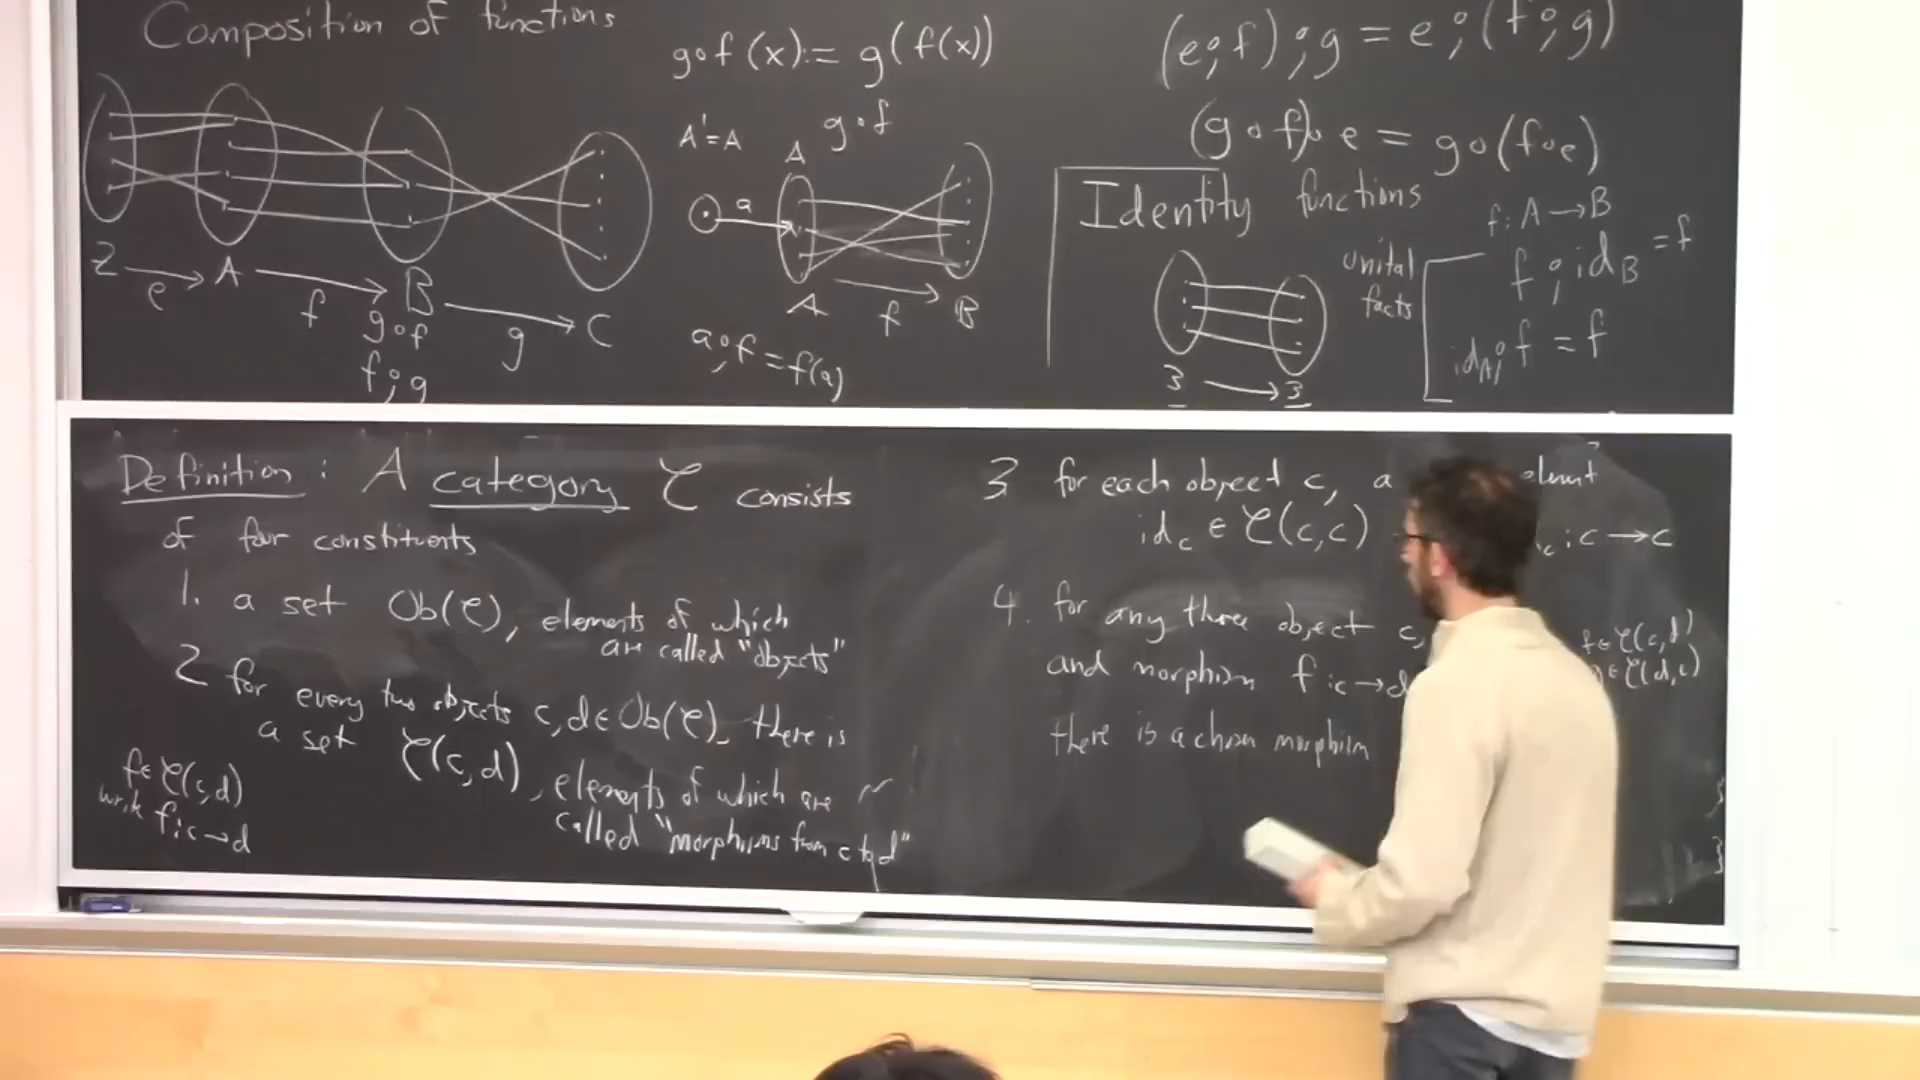 Composition of functions
Z e A f B g C
g∘f
f;g
g∘f(x):= g(f(x))
g∘f
A'=A
A
a
A f B
a;f = f(a)
(e;f);g = e;(f;g)
(g∘f)∘e = g∘(f∘e)
Identity functions
3 → 3
unital
facts
f: A→B
f;id_B = f
id_A;f = f
Definition: A category C consists
of four constituents
1. a set Ob(C), elements of which
are called "objects"
2 for every two objects c,d∈Ob(C) there is
a set C(c,d), elements of which are
called "morphisms from c to d"
f∈C(c,d)
write f:c→d
3 for each object c, a element
id_c ∈ C(c,c) c : c→c
4. for any three object c,
and morphism f:c→d
f∈C(c,d)
there is a chosen morphism